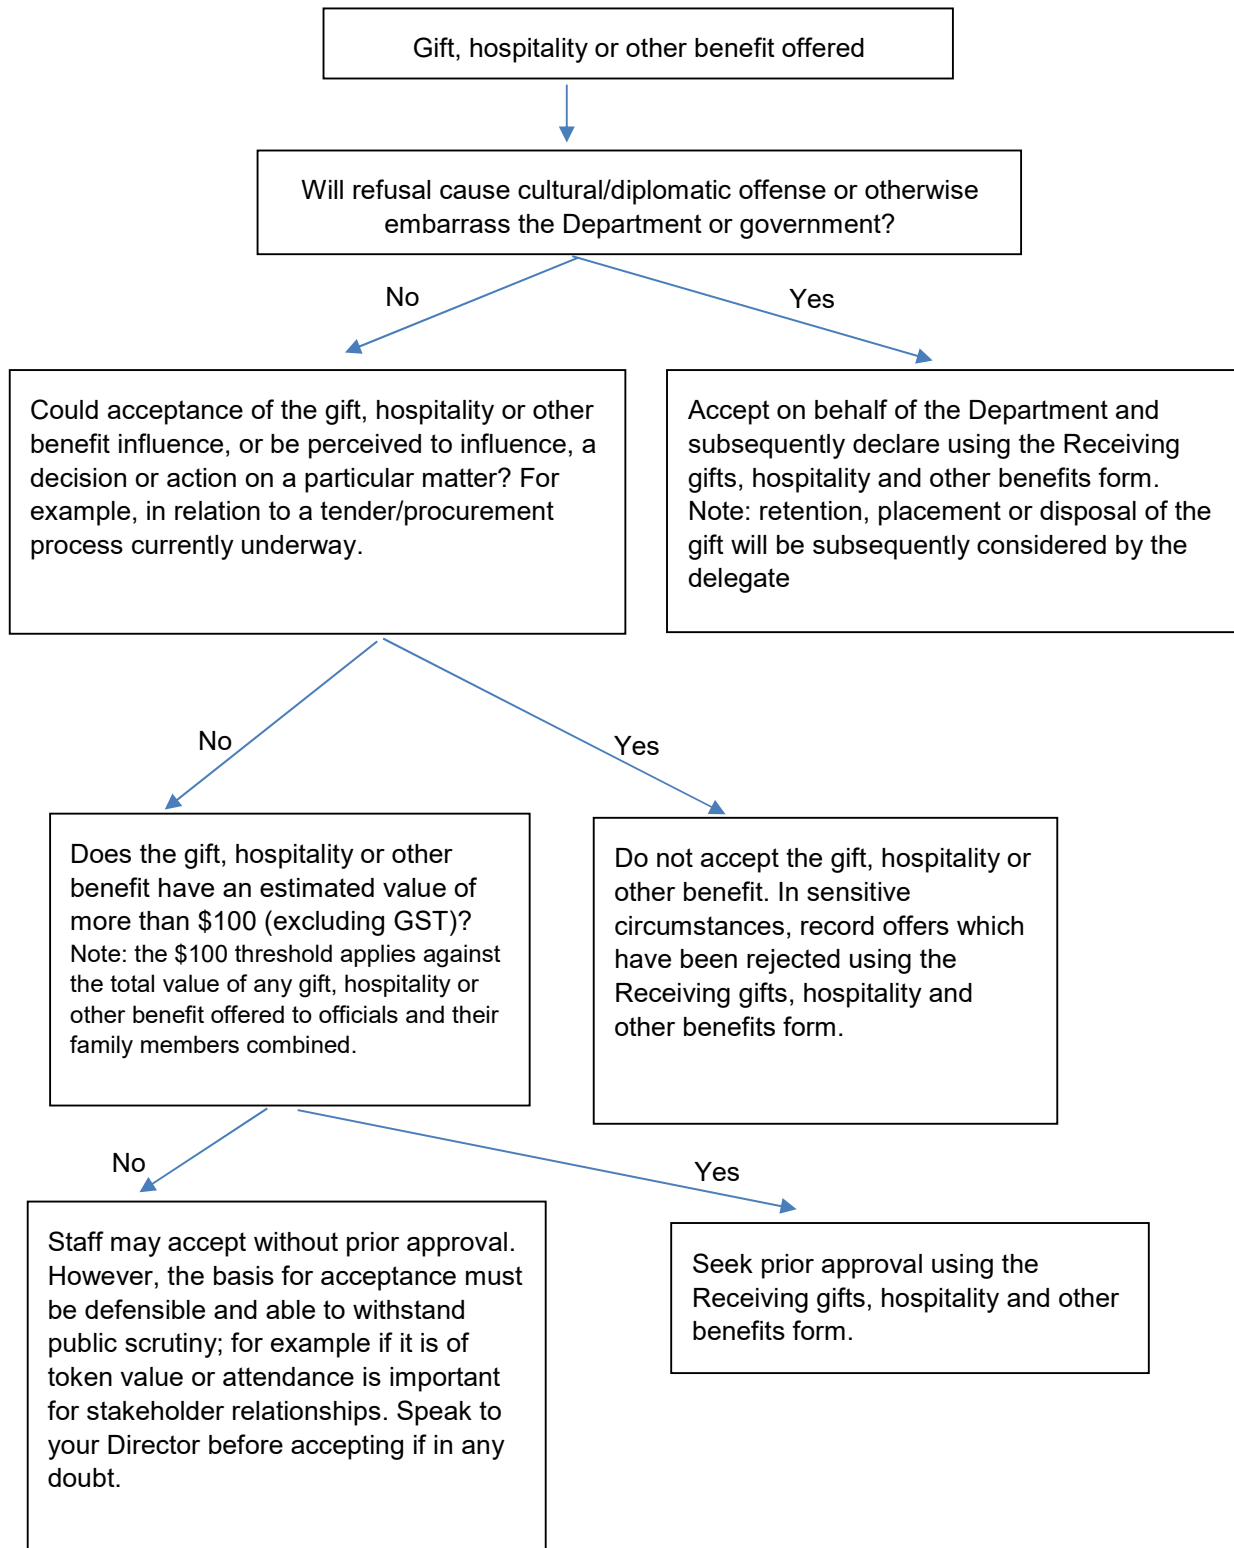 Gift, hospitality or other benefit offered
Will refusal cause cultural/diplomatic offense or otherwise
embarrass the Department or government?
No
Yes
Could acceptance of the gift, hospitality or other
benefit influence, or be perceived to influence, a
decision or action on a particular matter? For
example, in relation to a tender/procurement
process currently underway.
Accept on behalf of the Department and
subsequently declare using the Receiving
gifts, hospitality and other benefits form.
Note: retention, placement or disposal of the
gift will be subsequently considered by the
delegate
No
Yes
Does the gift, hospitality or other
benefit have an estimated value of
more than $100 (excluding GST)?
Note: the $100 threshold applies against
the total value of any gift, hospitality or
other benefit offered to officials and their
family members combined.
Do not accept the gift, hospitality or
other benefit. In sensitive
circumstances, record offers which
have been rejected using the
Receiving gifts, hospitality and
other benefits form.
No
Yes
Staff may accept without prior approval.
However, the basis for acceptance must
be defensible and able to withstand
public scrutiny; for example if it is of
token value or attendance is important
for stakeholder relationships. Speak to
your Director before accepting if in any
doubt.
Seek prior approval using the
Receiving gifts, hospitality and other
benefits form.